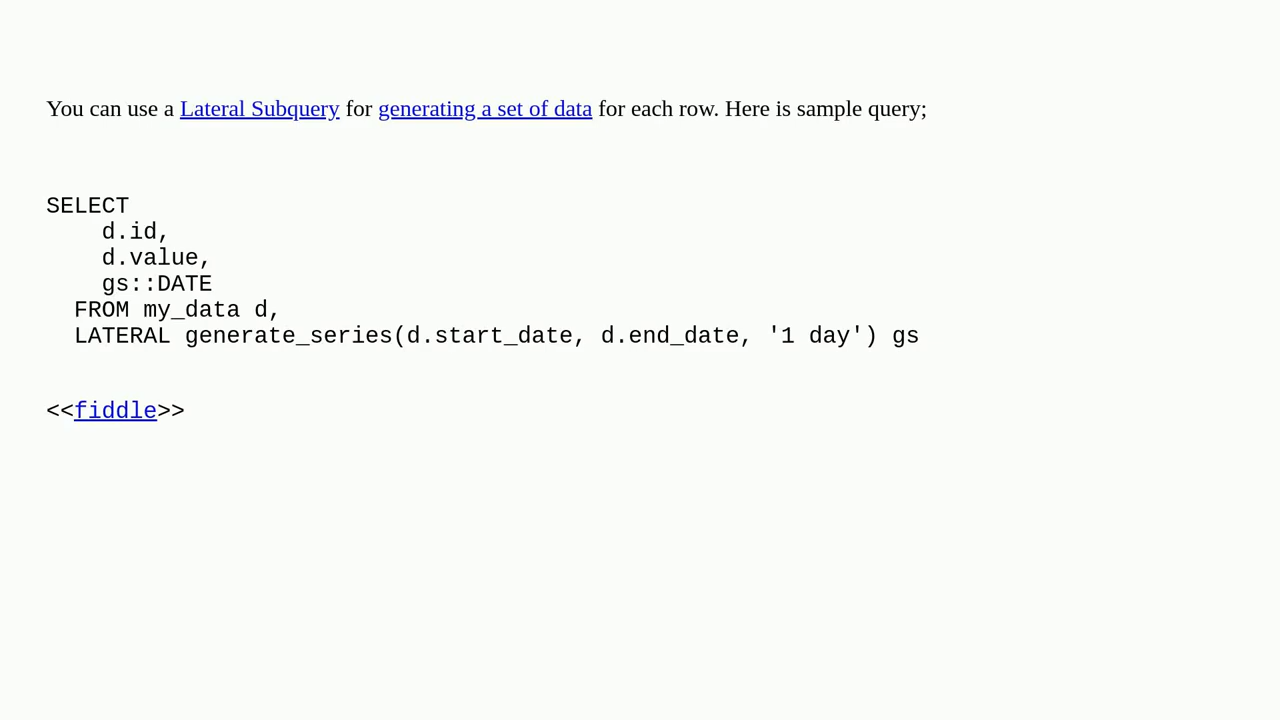 You can use a Lateral Subquery for generating a set of data for each row. Here is sample query;
SELECT
    d.id,
    d.value,
    gs::DATE
  FROM my_data d,
  LATERAL generate_series(d.start_date, d.end_date, '1 day') gs
<<fiddle>>